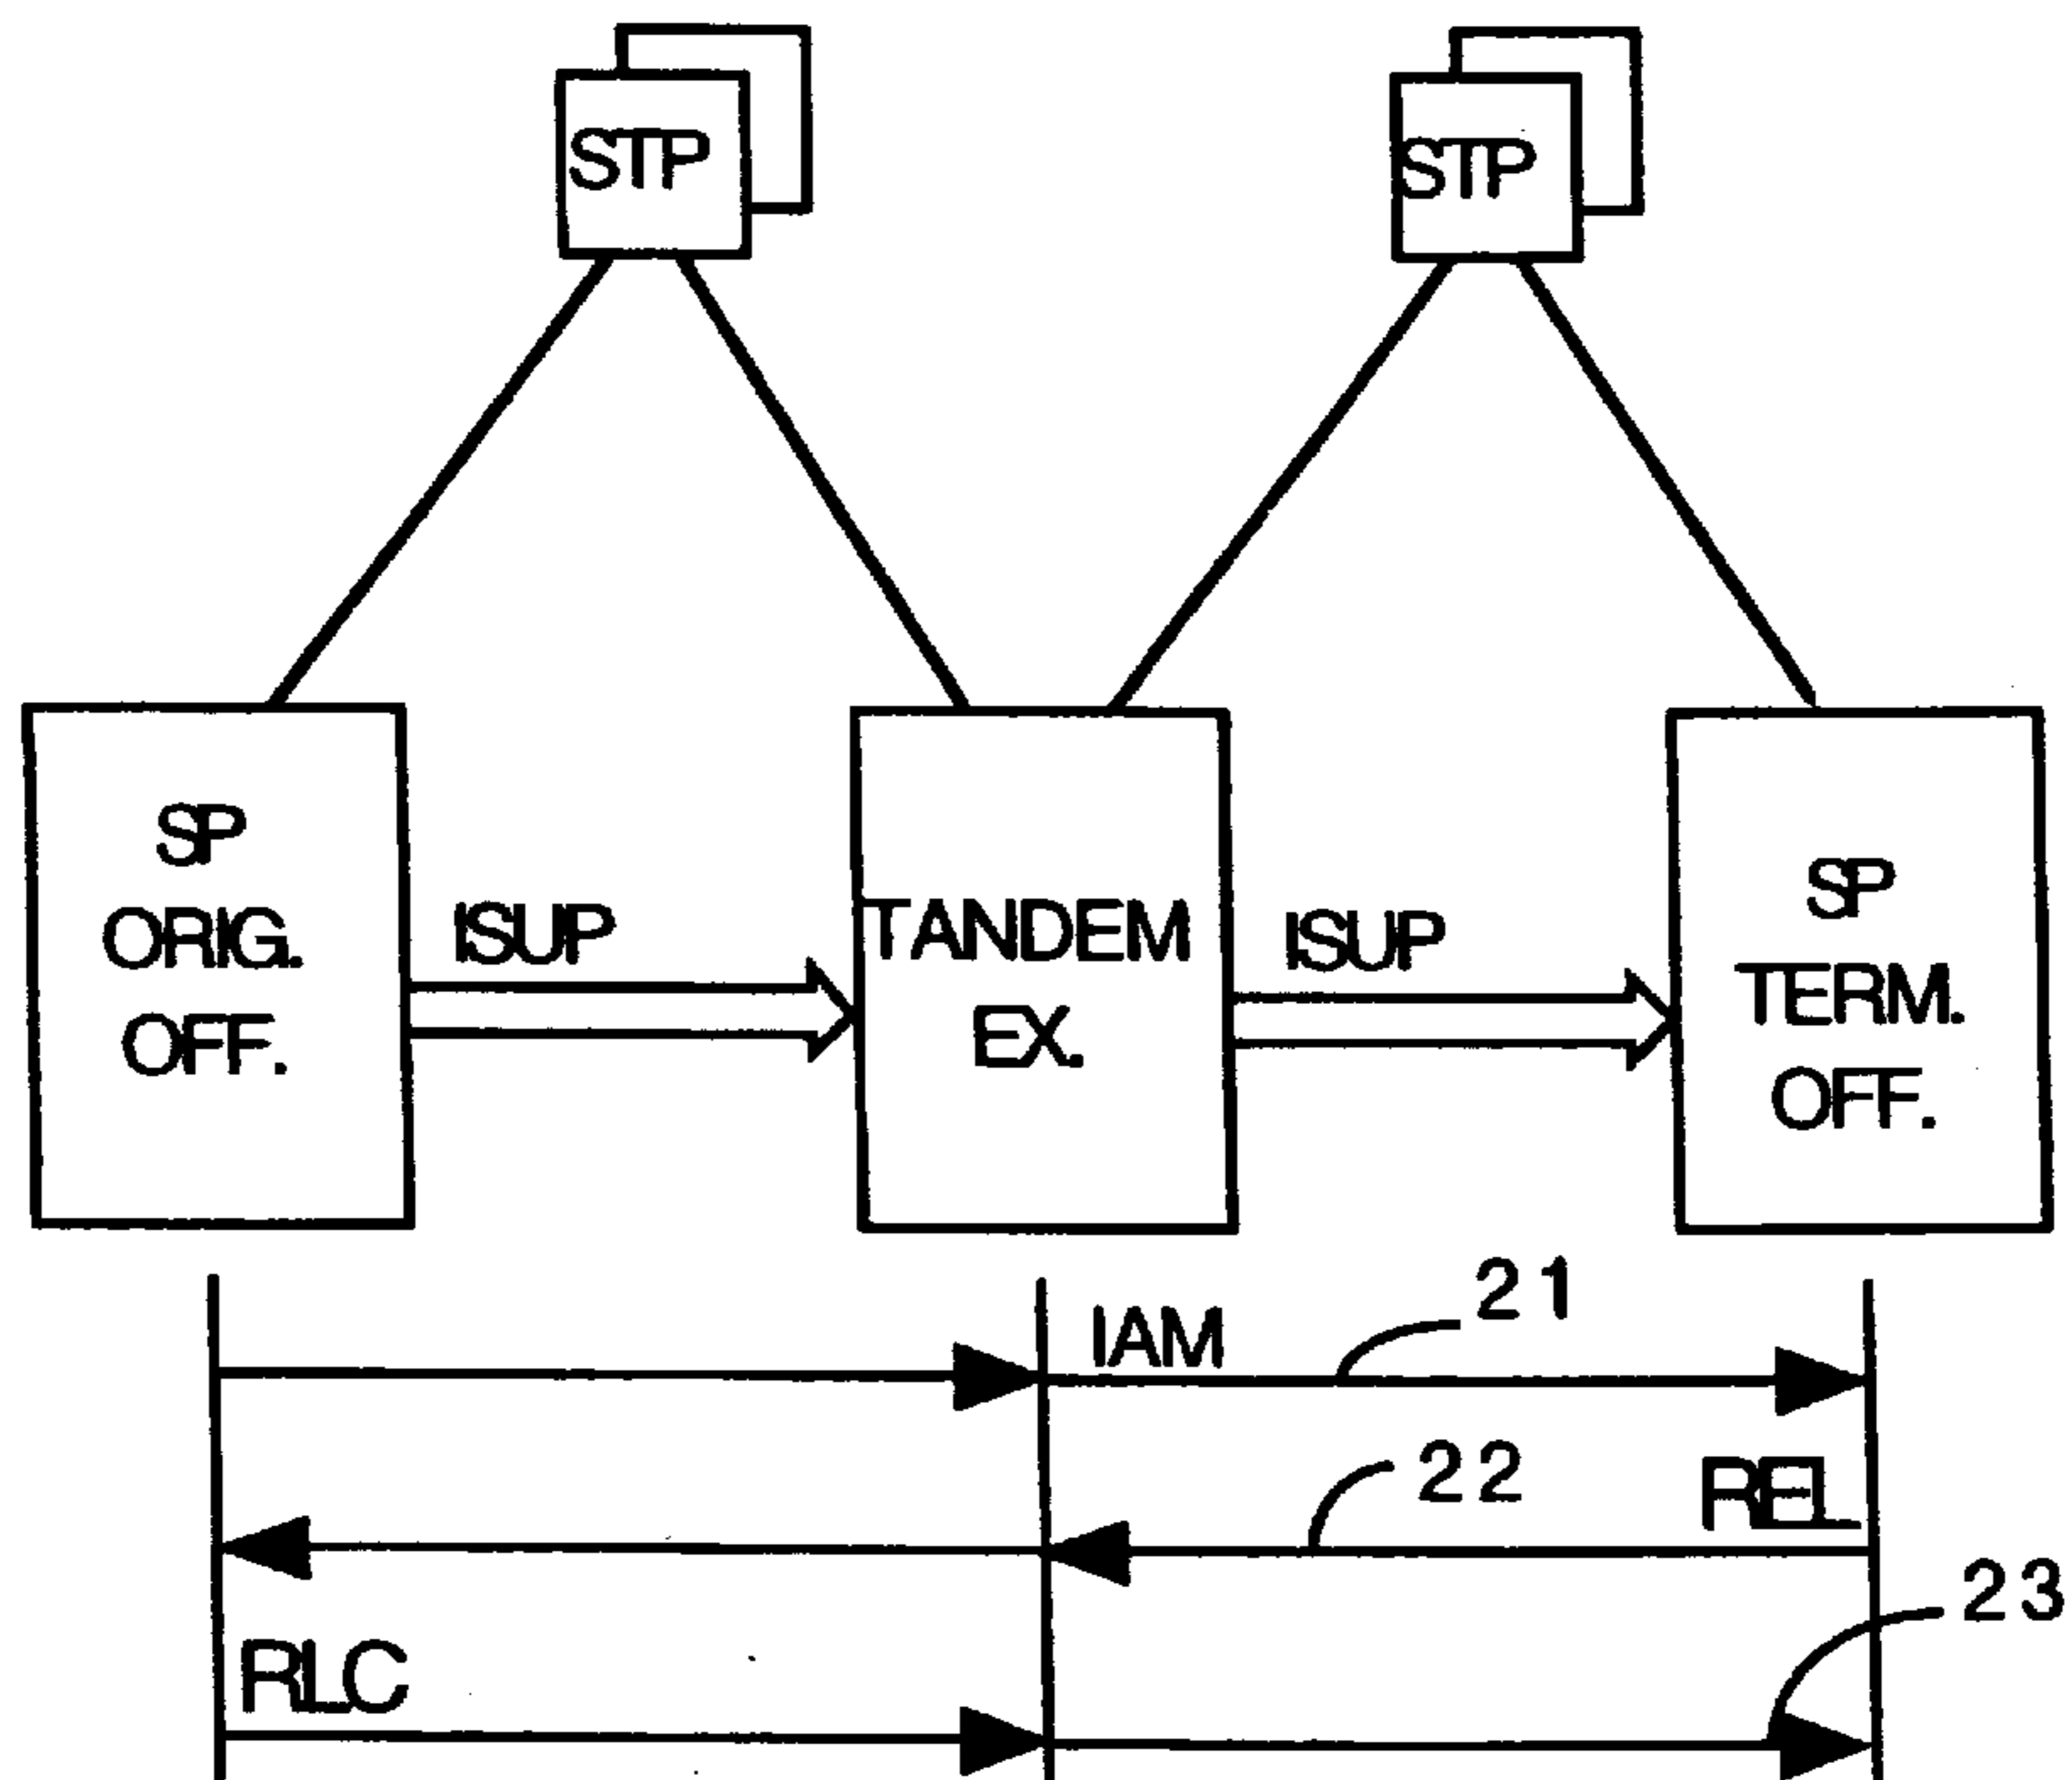 STP
STP
SP
ORIG.
OFF.
ISUP
TANDEM
EX.
ISUP
SP
TERM.
OFF.
21
IAM
22
REL
23
RLC